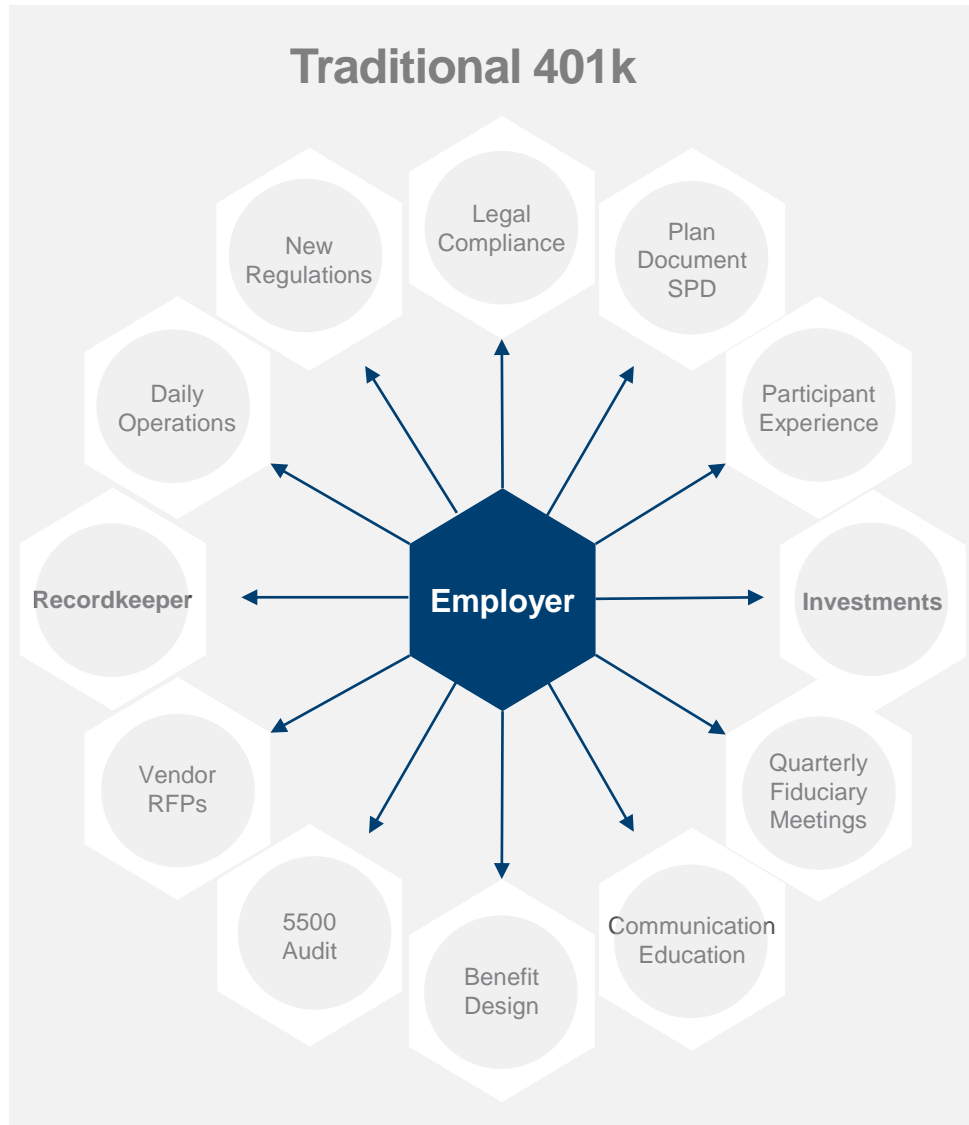 Traditional 401k
Legal
Compliance
Plan
Document
SPD
Participant
Experience
Investments
Quarterly
Fiduciary
Meetings
Communication
Education
Benefit
Design
5500
Audit
Vendor
RFPs
Recordkeeper
Daily
Operations
New
Regulations
Employer